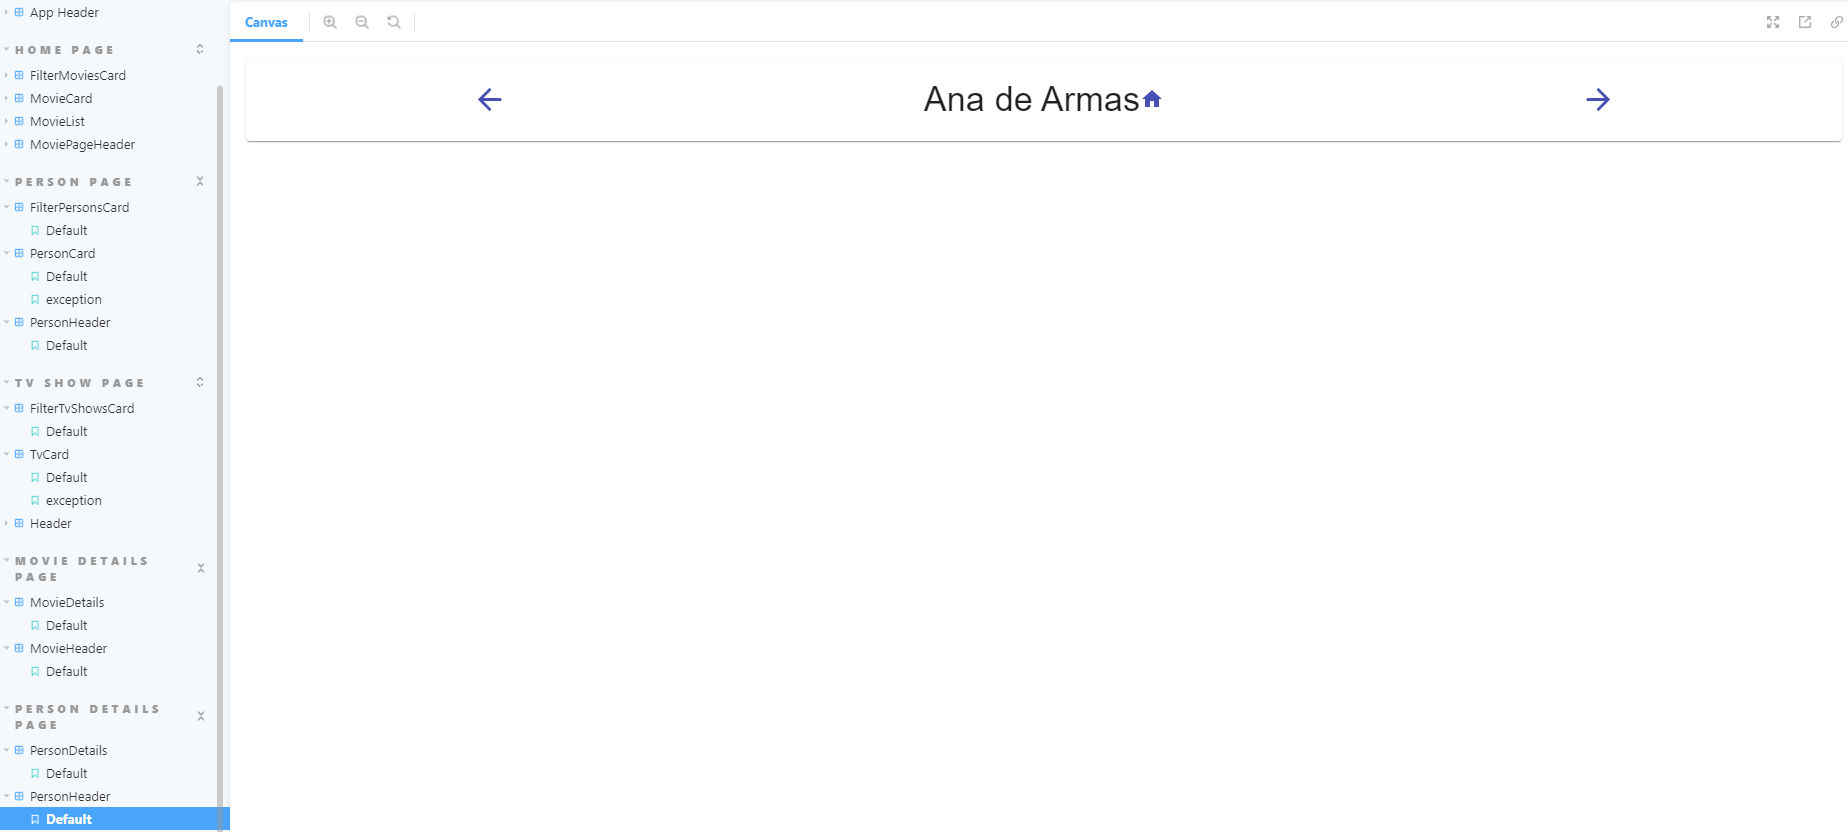 App Header
HOME PAGE
FilterMoviesCard
MovieCard
MovieList
MoviePageHeader
PERSON PAGE
FilterPersonsCard
Default
PersonCard
Default
exception
PersonHeader
Default
TV SHOW PAGE
FilterTvShowsCard
Default
TvCard
Default
exception
Header
MOVIE DETAILS
PAGE
MovieDetails
Default
MovieHeader
Default
PERSON DETAILS
PAGE
PersonDetails
Default
PersonHeader
Default
Canvas
Ana de Armas